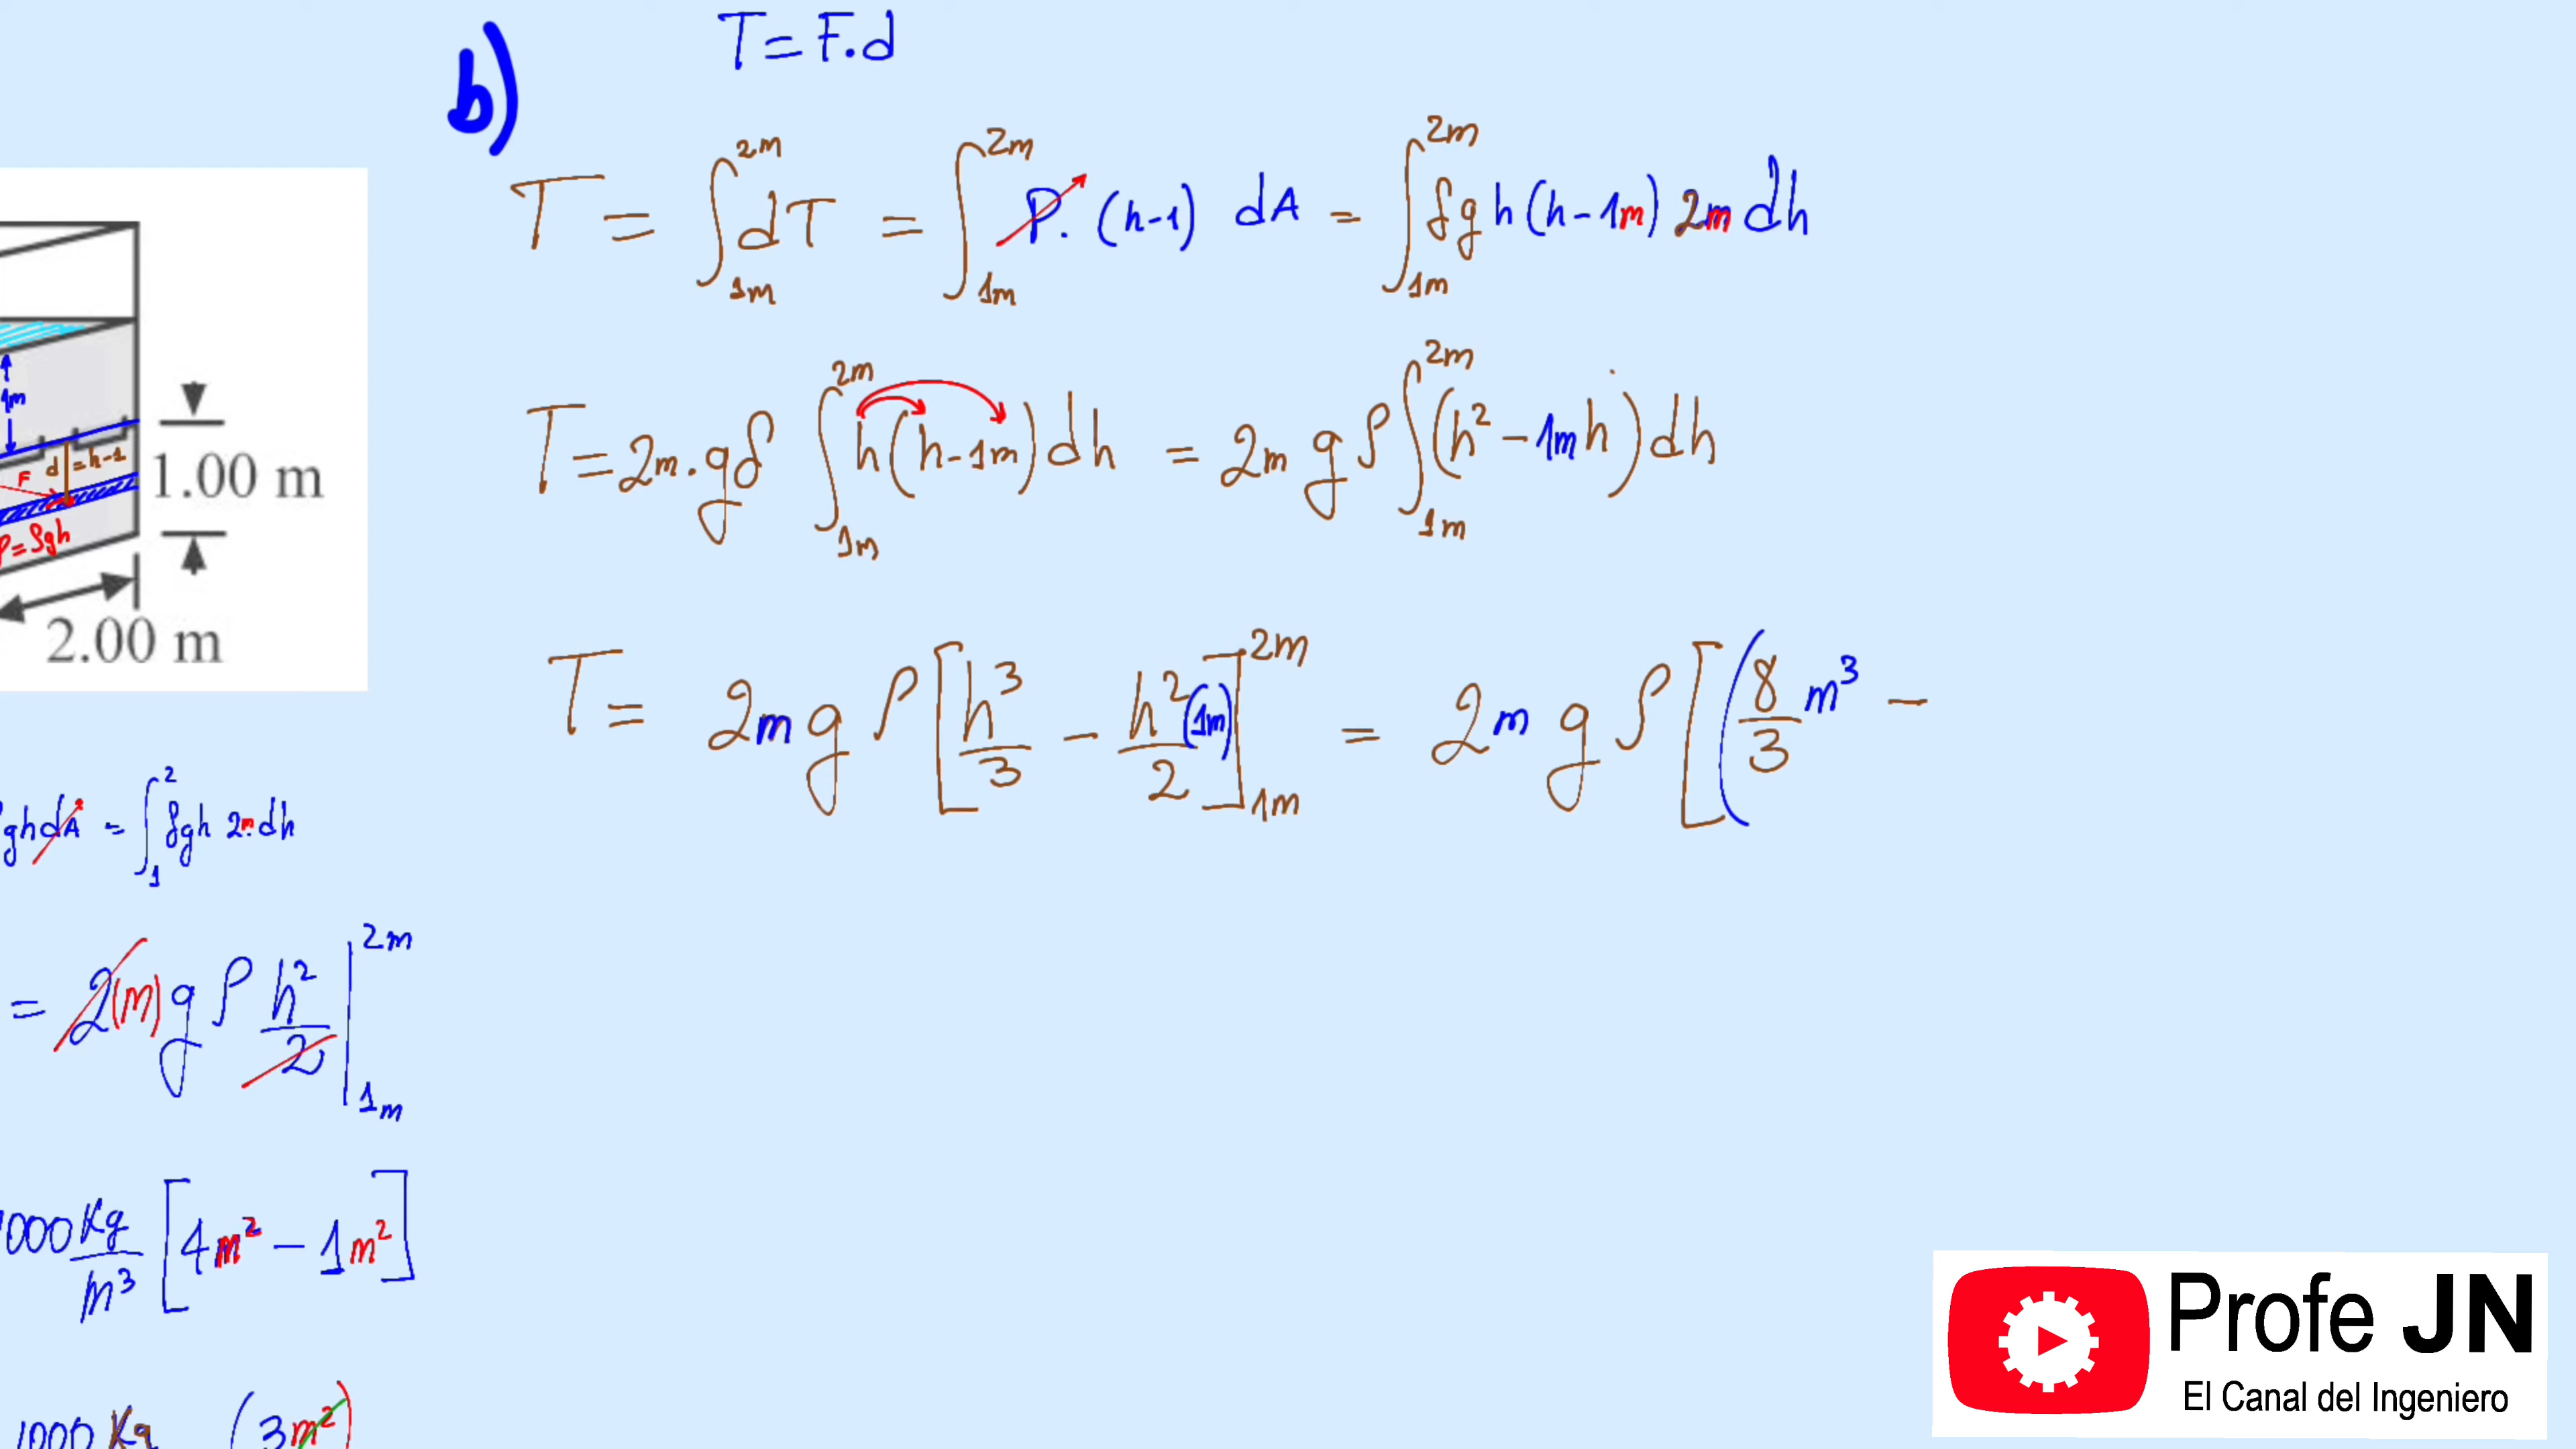 b)
T = F.d
T = ∫_{1m}^{2m} dT = ∫_{1m}^{2m} P. (h-1) dA = ∫_{1m}^{2m} ρgh(h-1m) 2m dh
T = 2m.gρ ∫_{1m}^{2m} h(h-1m)dh = 2m g ρ ∫_{1m}^{2m} (h² - 1mh) dh
T = 2m g ρ [h³/3 - h²(1m)/2]_{1m}^{2m} = 2m g ρ [(8/3 m³ -
1m
1.00 m
F d = h-1
P = ρgh
2.00 m
ghdA = ∫_{1}^{2} ρgh 2m dh
= 2(m) g ρ h²/2 |_{1m}^{2m}
1000 Kg/m³ [4m² - 1m²]
1000 Kg (3m²)
Profe JN
El Canal del Ingeniero